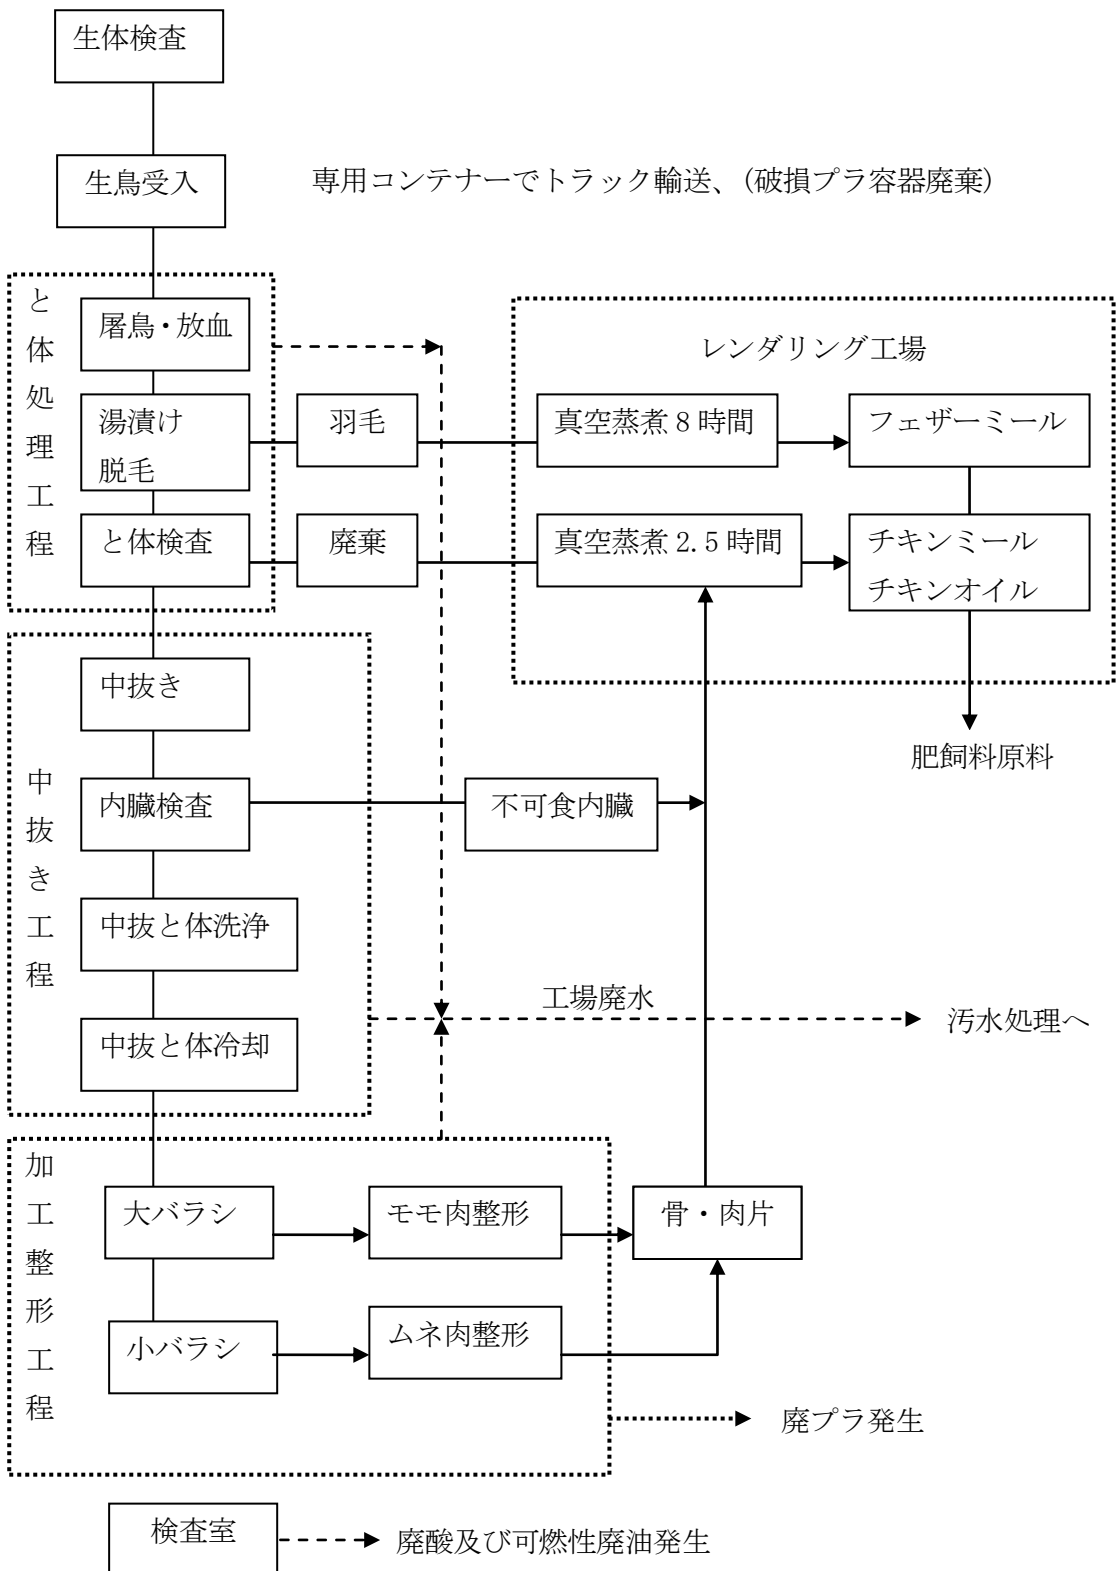 生体検査
生鳥受入
専用コンテナーでトラック輸送、(破損プラ容器廃棄)
と体処理工程
屠鳥・放血
レンダリング工場
湯漬け
脱毛
羽毛
真空蒸煮8時間
フェザーミール
と体検査
廃棄
真空蒸煮2.5時間
チキンミール
チキンオイル
中抜き工程
中抜き
肥飼料原料
内臓検査
不可食内臓
中抜と体洗浄
工場廃水
汚水処理へ
中抜と体冷却
加工整形工程
大バラシ
モモ肉整形
骨・肉片
小バラシ
ムネ肉整形
廃プラ発生
検査室
廃酸及び可燃性廃油発生